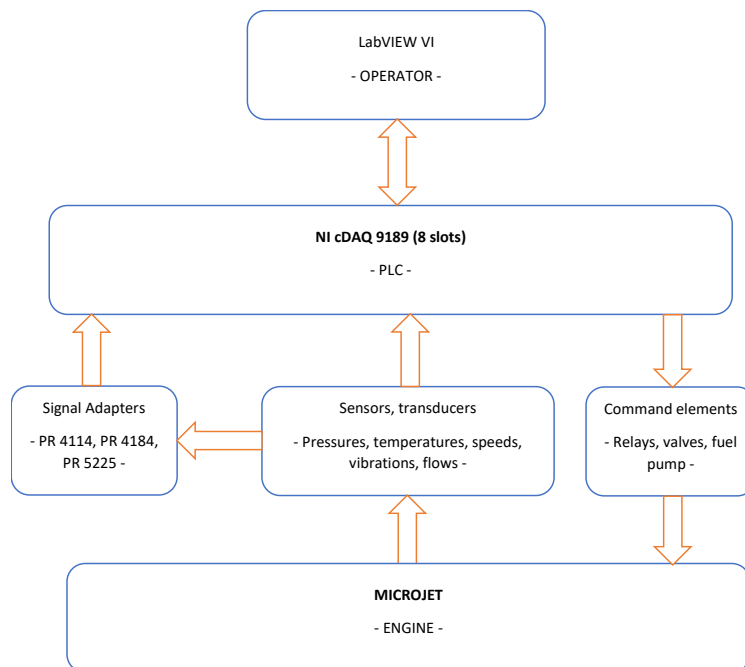 LabVIEW VI
- OPERATOR -
NI cDAQ 9189 (8 slots)
- PLC -
Signal Adapters
- PR 4114, PR 4184,
PR 5225 -
Sensors, transducers
- Pressures, temperatures, speeds,
vibrations, flows -
Command elements
- Relays, valves, fuel
pump -
MICROJET
- ENGINE -